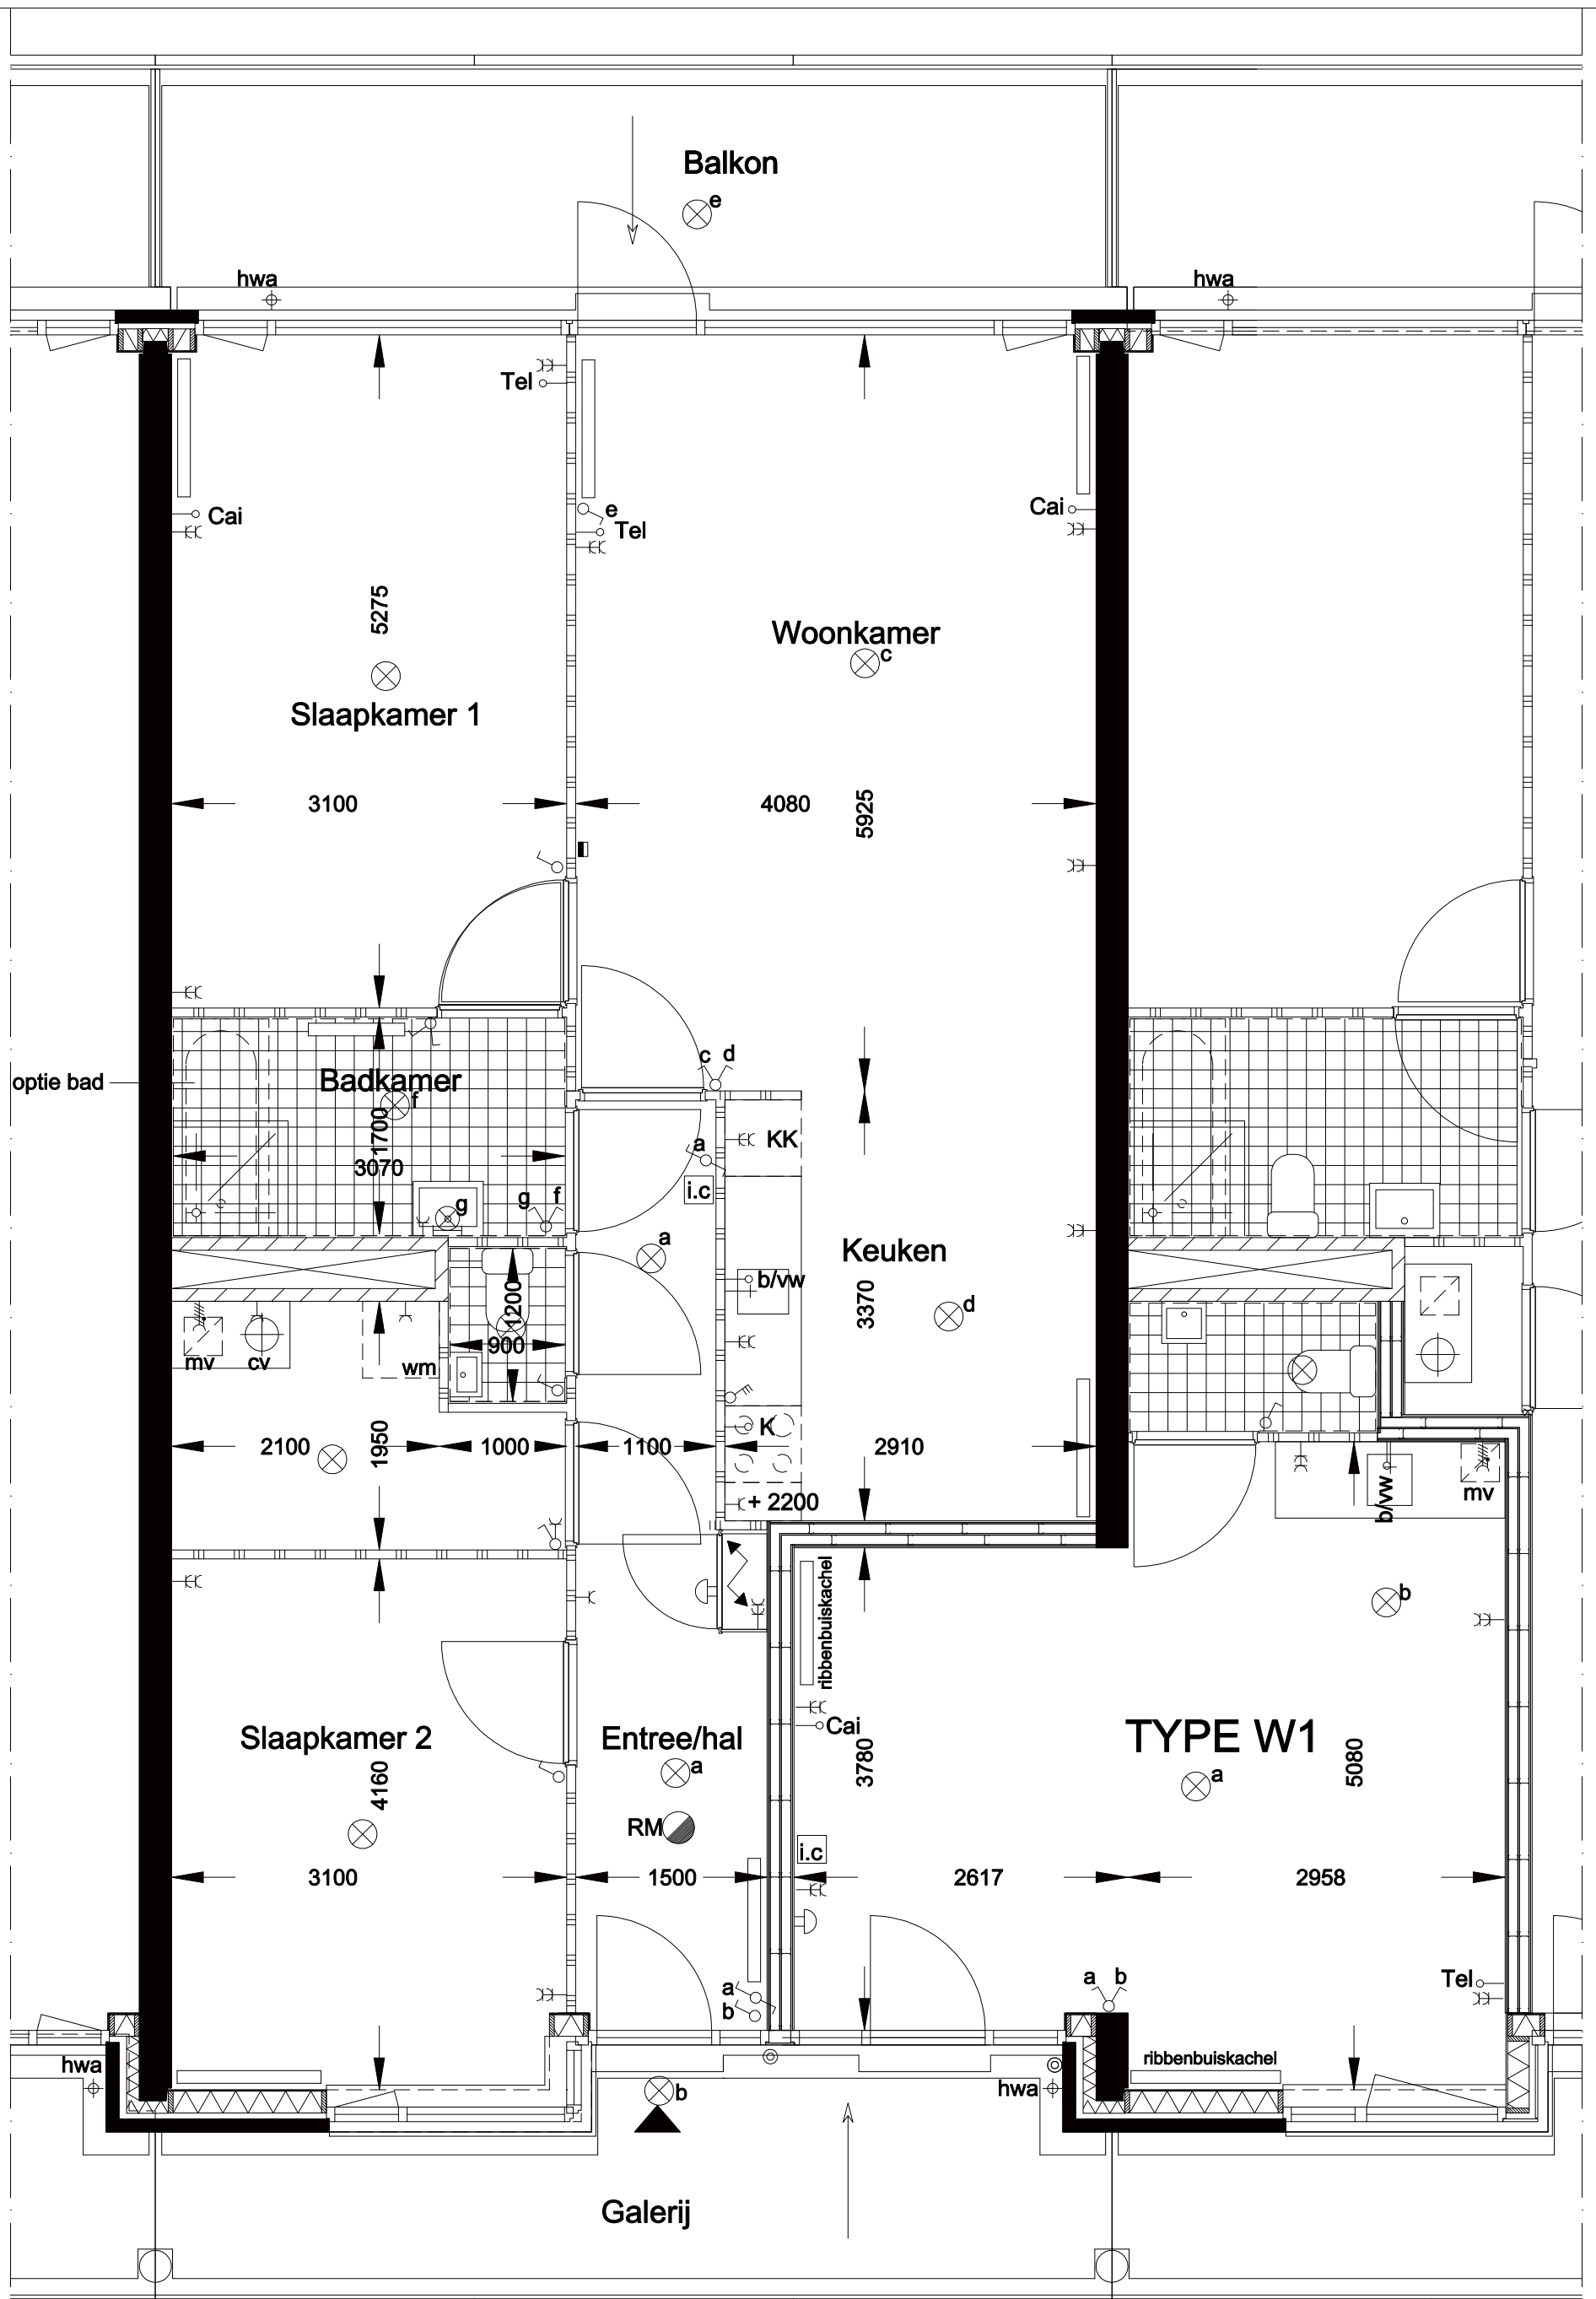 Balkon
e
hwa
hwa
Tel
Cai
e
Tel
Cai
5275
Woonkamer
c
Slaapkamer 1
3100
4080
5925
optie bad
Badkamer
f
1700
3070
c d
a
KK
i.c
g
g f
a
Keuken
b/vw
3370
d
1200
900
mv
cv
wm
K
2100
1950
1000
1100
2910
+ 2200
b/vw
mv
ribbenbuiskachel
b
Slaapkamer 2
4160
Entree/hal
a
Cai
TYPE W1
3780
5080
a
RM
i.c
3100
1500
2617
2958
a
b
a b
Tel
hwa
b
hwa
ribbenbuiskachel
Galerij